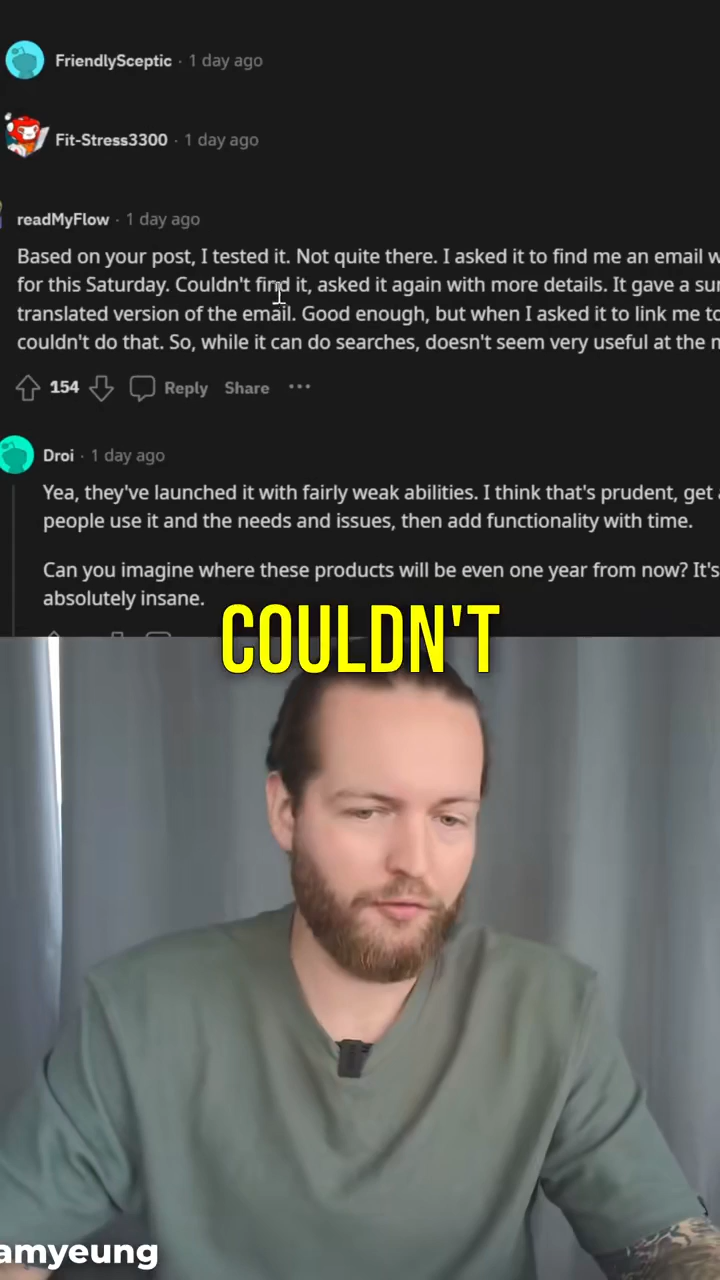 FriendlySceptic · 1 day ago
Fit-Stress3300 · 1 day ago
readMyFlow · 1 day ago
Based on your post, I tested it. Not quite there. I asked it to find me an email
for this Saturday. Couldn't find it, asked it again with more details. It gave a
translated version of the email. Good enough, but when I asked it to link me
couldn't do that. So, while it can do searches, doesn't seem very useful at the
154 Reply Share ...
Droi · 1 day ago
Yea, they've launched it with fairly weak abilities. I think that's prudent, get
people use it and the needs and issues, then add functionality with time.
Can you imagine where these products will be even one year from now? It's
absolutely insane.
COULDN'T
amyeung